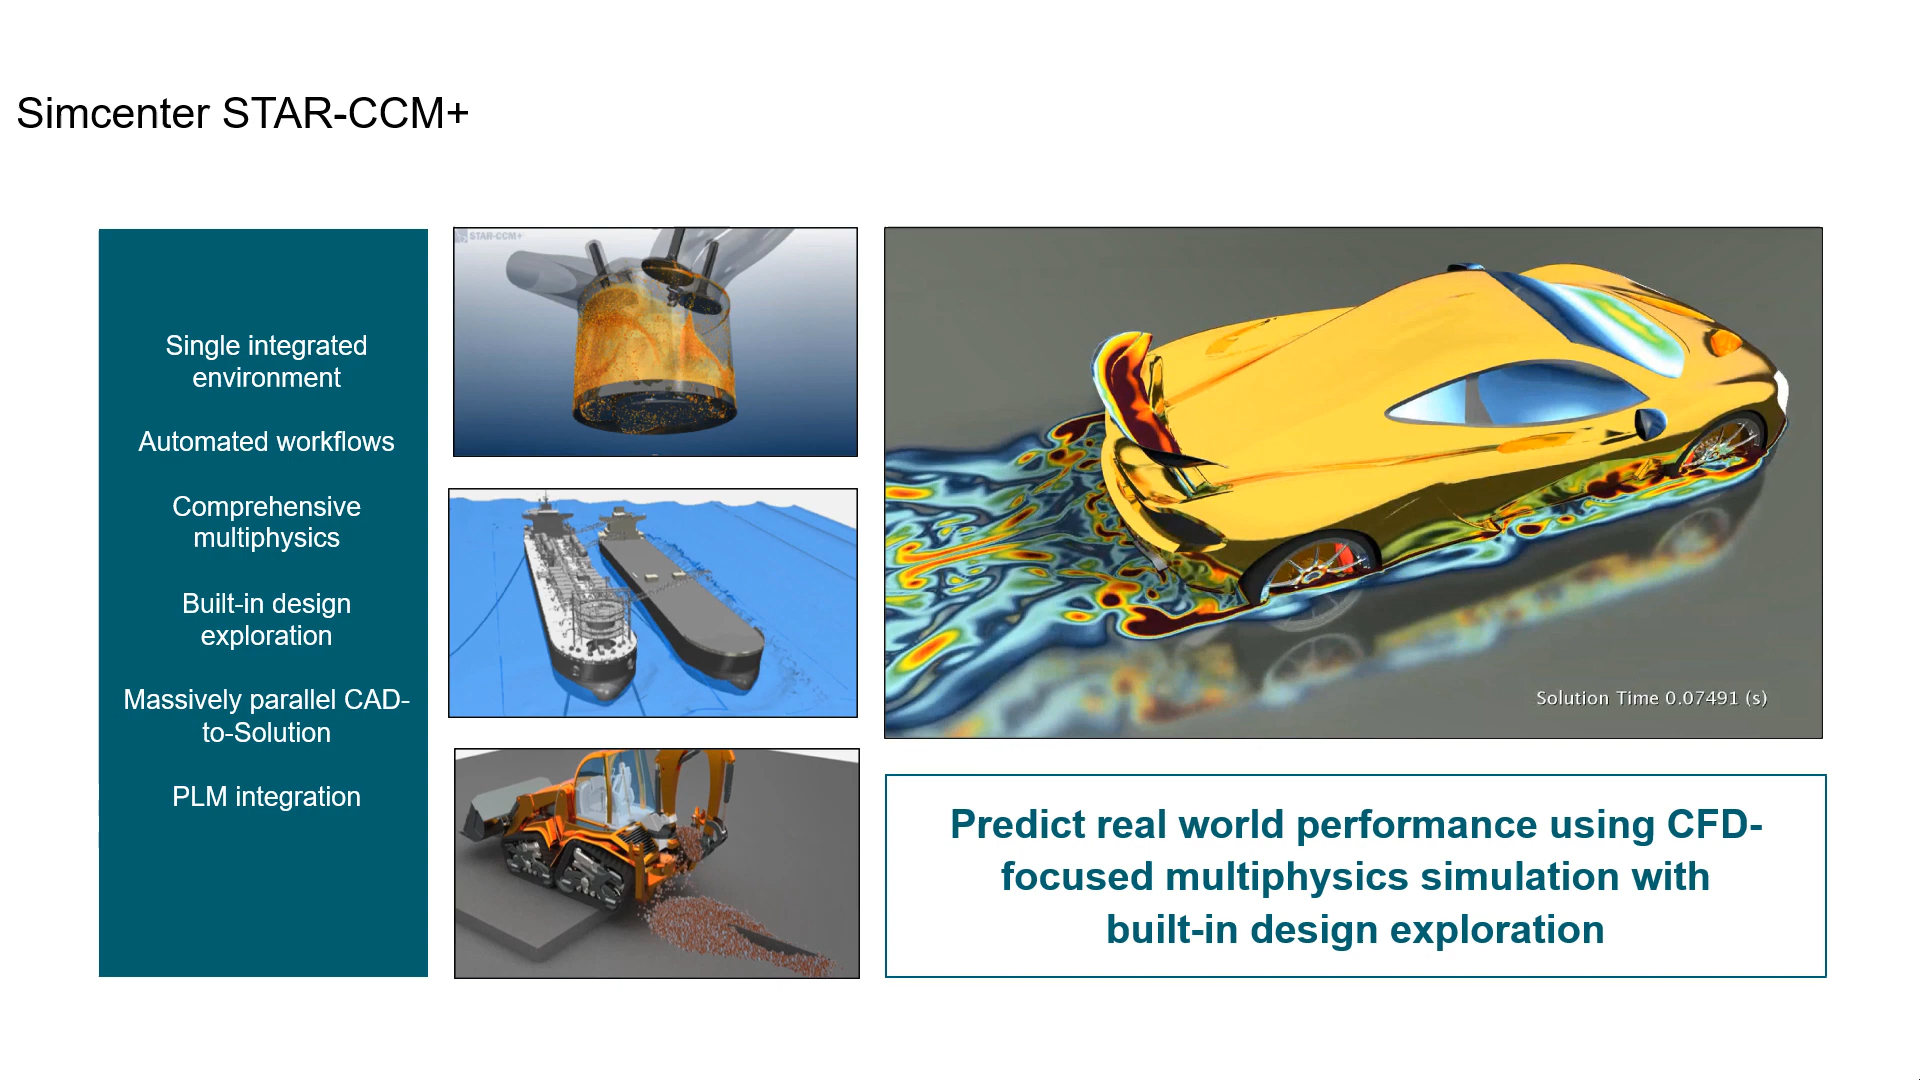 Simcenter STAR-CCM+
Single integrated
environment
Automated workflows
Comprehensive
multiphysics
Built-in design
exploration
Massively parallel CAD-
to-Solution
PLM integration
STAR-CCM+
Solution Time 0.07491 (s)
Predict real world performance using CFD-
focused multiphysics simulation with
built-in design exploration